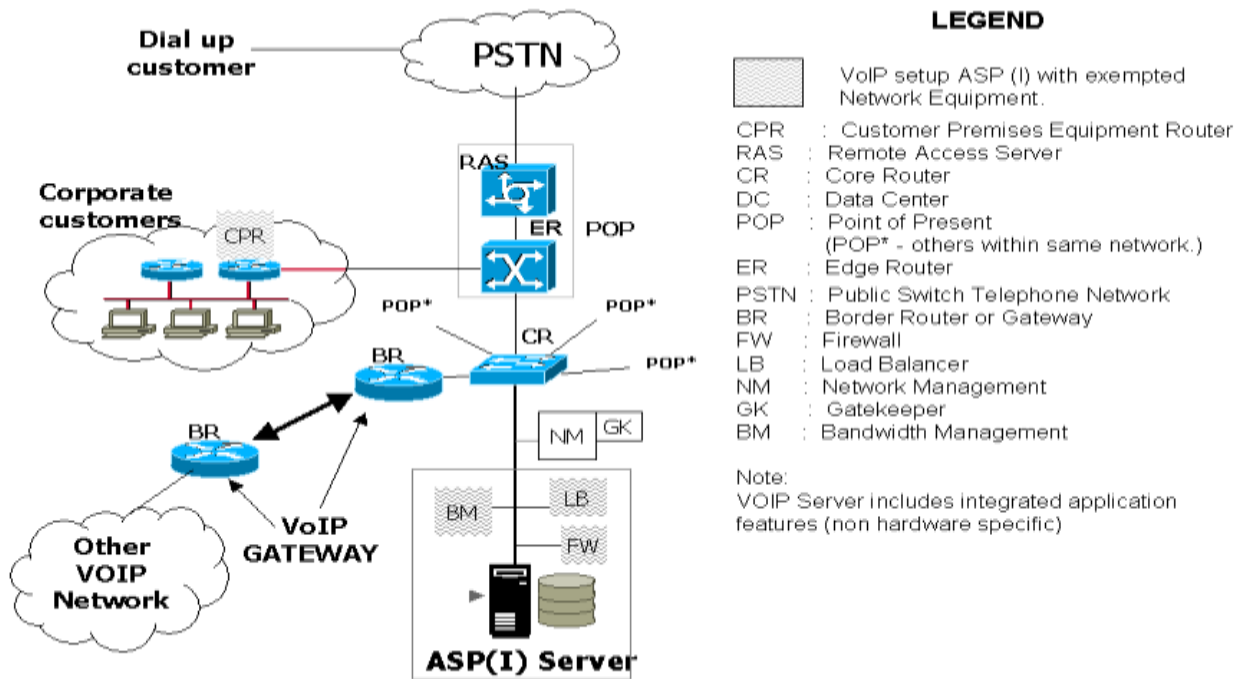 Dial up
customer
PSTN
RAS
ER
POP
Corporate
customers
CPR
POP*
POP*
CR
POP*
BR
BR
NM
GK
VoIP
GATEWAY
Other
VOIP
Network
BM
LB
FW
ASP(I) Server
LEGEND
VoIP setup ASP (I) with exempted
Network Equipment.
CPR : Customer Premises Equipment Router
RAS : Remote Access Server
CR : Core Router
DC : Data Center
POP : Point of Present
(POP* - others within same network.)
ER : Edge Router
PSTN : Public Switch Telephone Network
BR : Border Router or Gateway
FW : Firewall
LB : Load Balancer
NM : Network Management
GK : Gatekeeper
BM : Bandwidth Management
Note:
VOIP Server includes integrated application
features (non hardware specific)